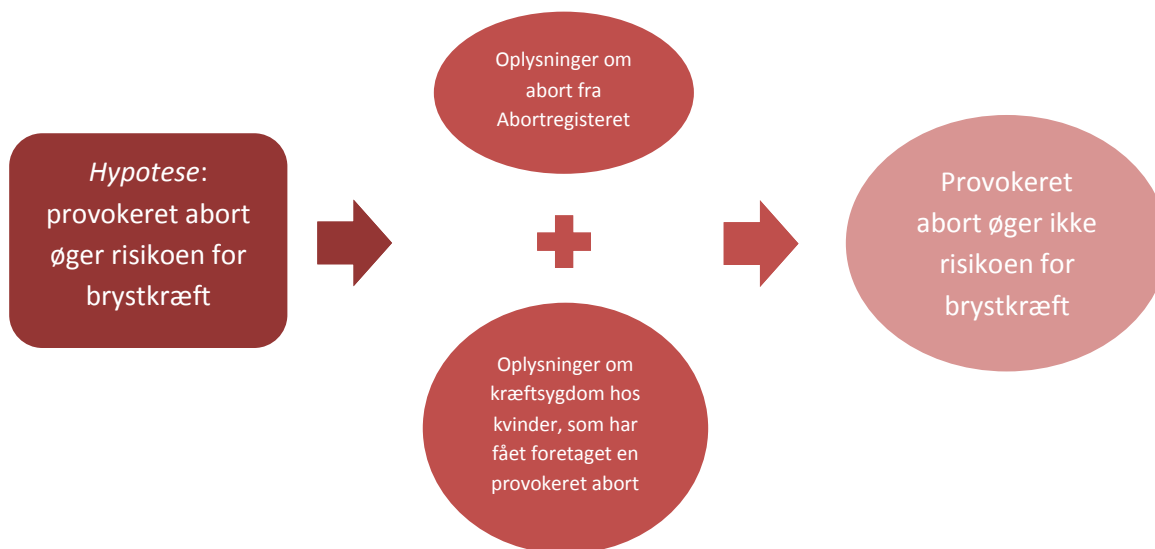 Hypotese:
provokeret abort
øger risikoen for
brystkræft
Oplysninger om
abort fra
Abortregisteret
Oplysninger om
kræftsygdom hos
kvinder, som har
fået foretaget en
provokeret abort
Provokeret
abort øger ikke
risikoen for
brystkræft